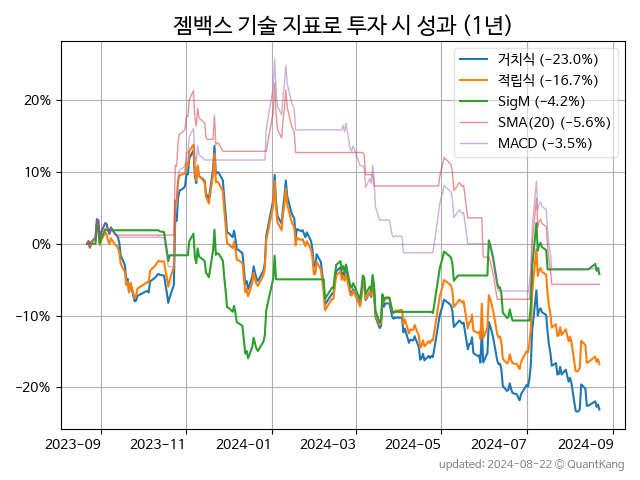 젬백스 기술 지표로 투자 시 성과 (1년)
거치식 (−23.0%)
적립식 (−16.7%)
SigM (−4.2%)
SMA(20) (−5.6%)
MACD (−3.5%)
20%
10%
0%
−10%
−20%
2023-09 2023-11 2024-01 2024-03 2024-05 2024-07 2024-09
updated: 2024-08-22 © QuantKang